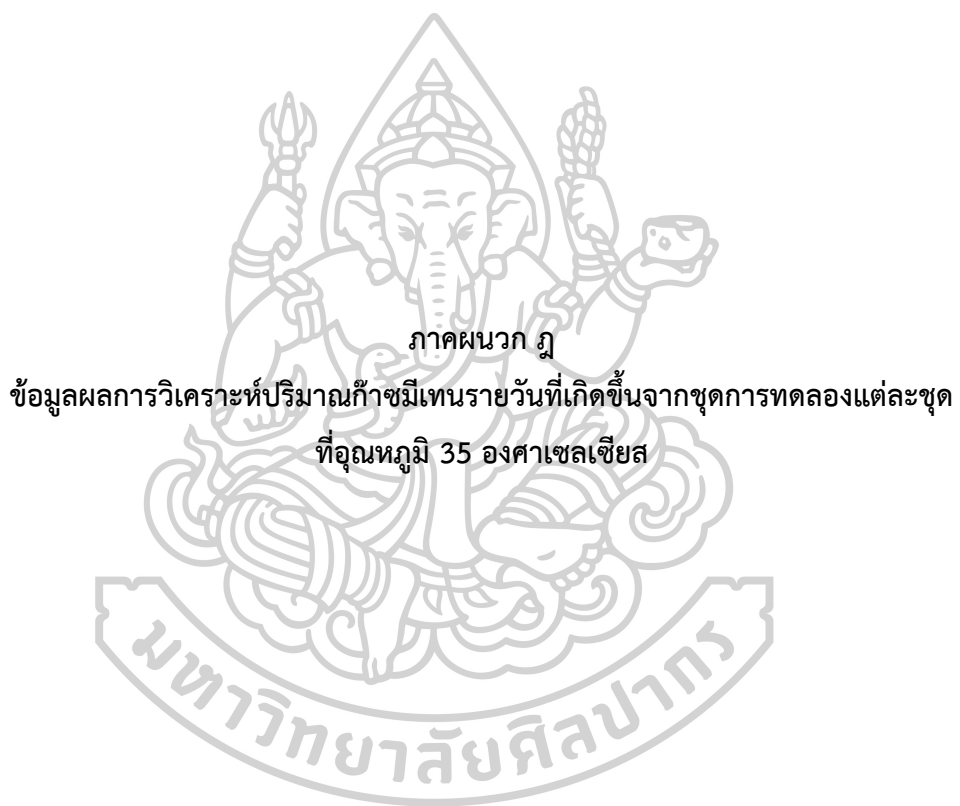 ภาคผนวก ฎ
ข้อมูลผลการวิเคราะห์ปริมาณก๊าซมีเทนรายวันที่เกิดขึ้นจากชุดการทดลองแต่ละชุด
ที่อุณหภูมิ 35 องศาเซลเซียส
มหาวิทยาลัยศิลปากร